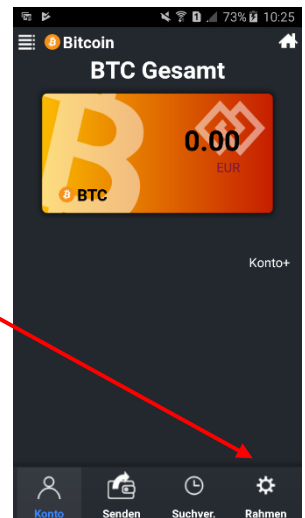 73% 10:25
Bitcoin
BTC Gesamt
0.00
EUR
BTC
Konto+
Konto Senden Suchver. Rahmen